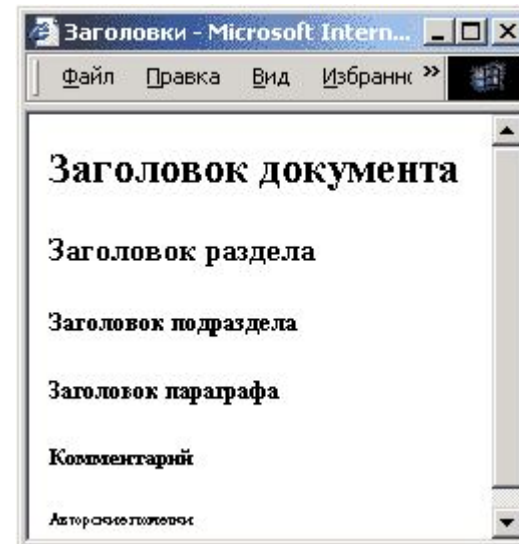 Заголовки - Microsoft Intern...
Файл Правка Вид Избранн »
Заголовок документа
Заголовок раздела
Заголовок подраздела
Заголовок параграфа
Комментарий